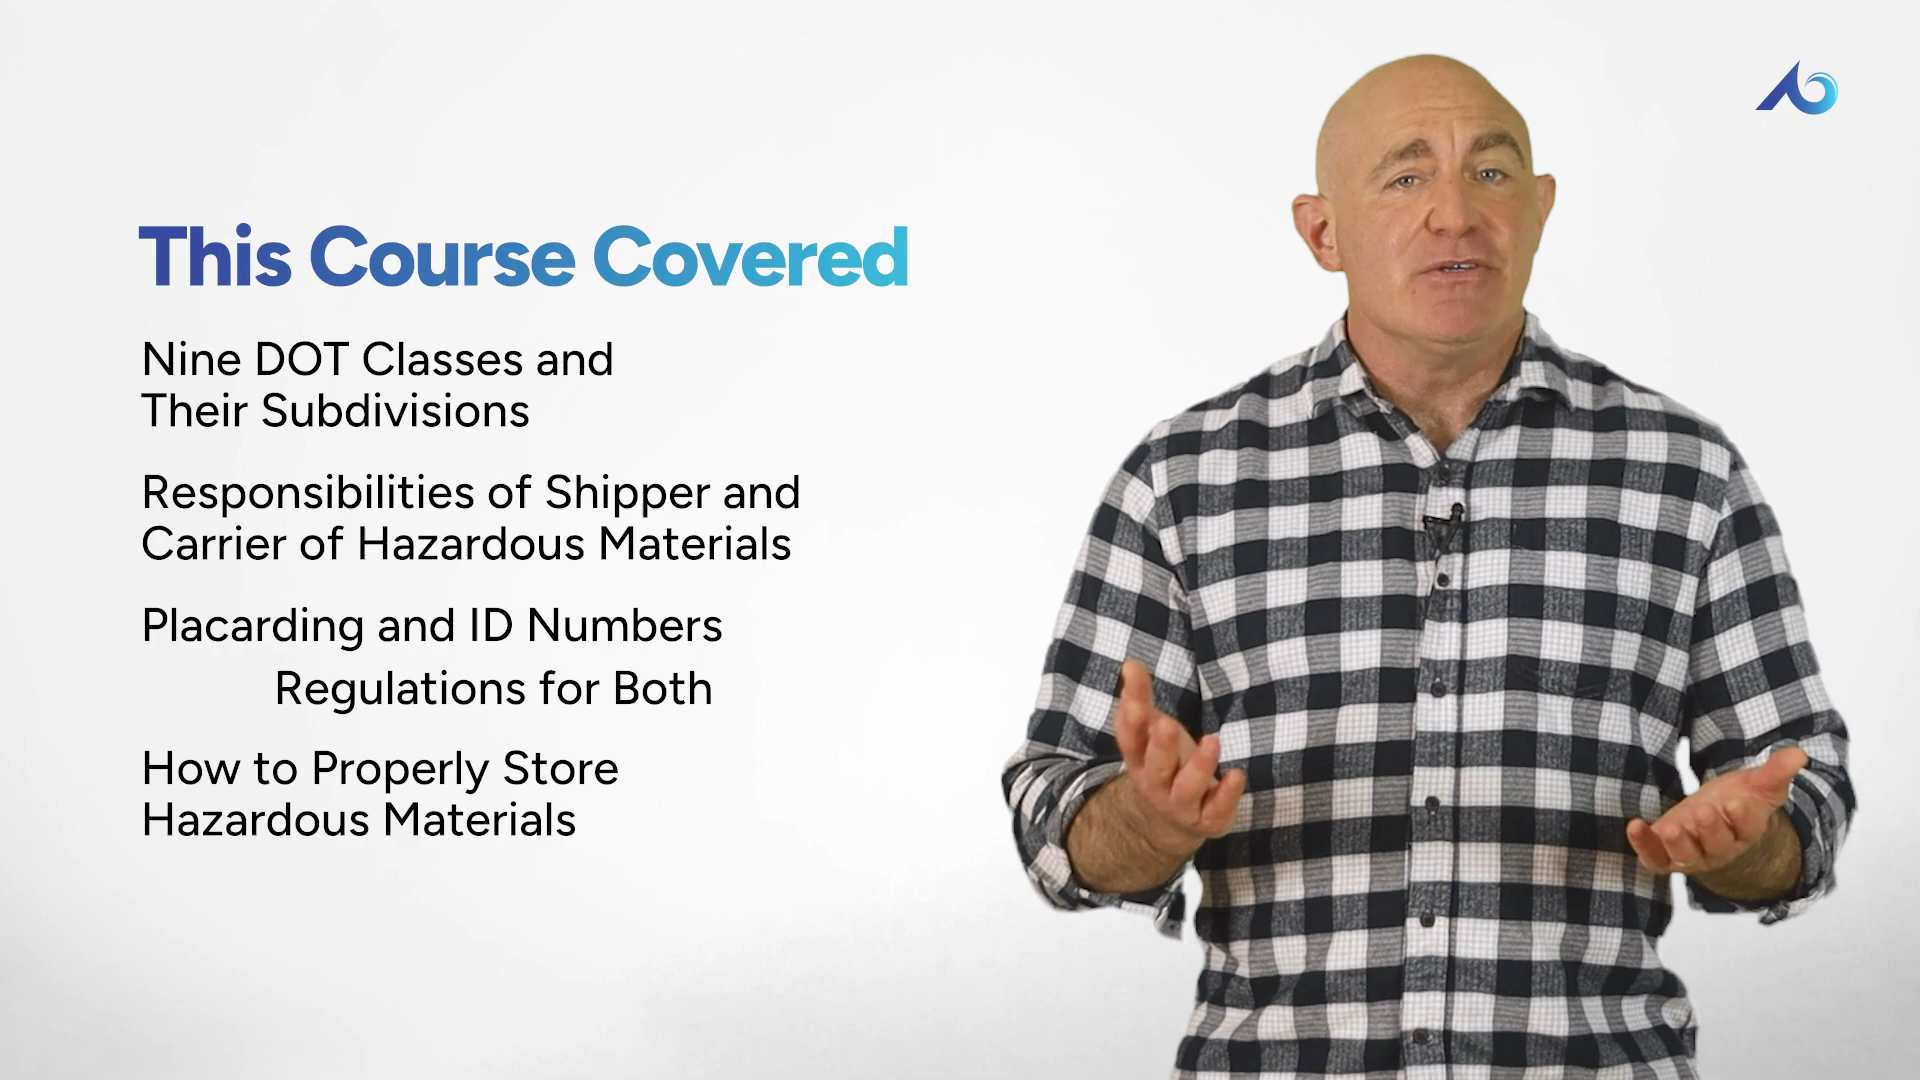 This Course Covered
Nine DOT Classes and
Their Subdivisions
Responsibilities of Shipper and
Carrier of Hazardous Materials
Placarding and ID Numbers
Regulations for Both
How to Properly Store
Hazardous Materials